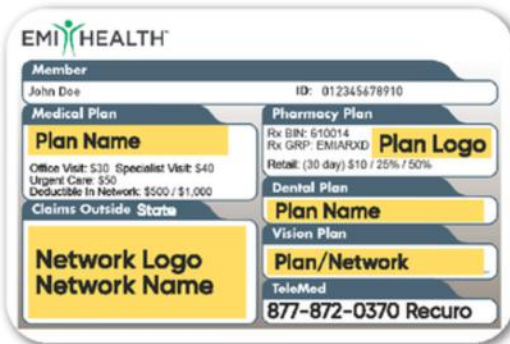 EMI HEALTH
Member
John Doe ID: 012345678910
Medical Plan
Plan Name
Office Visit: $30 Specialist Visit: $40
Urgent Care: $50
Deductible In Network: $500 / $1,000
Claims Outside State
Network Logo
Network Name
Pharmacy Plan
Rx BIN: 610014
Rx GRP: EMIARXD
Plan Logo
Retail: (30 day) $10 / 25% / 50%
Dental Plan
Plan Name
Vision Plan
Plan/Network
TeleMed
877-872-0370 Recuro